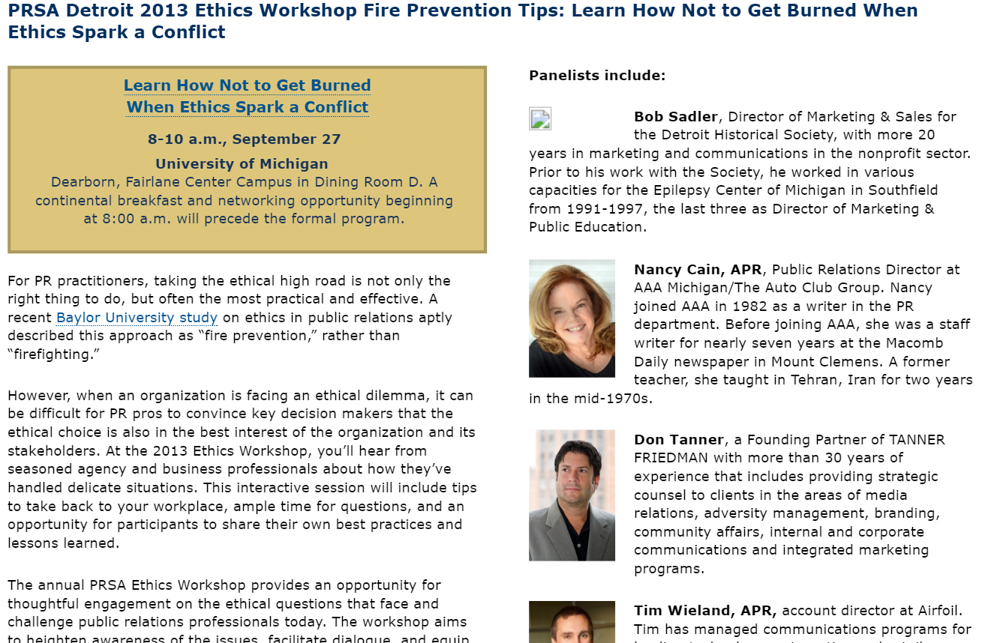 PRSA Detroit 2013 Ethics Workshop Fire Prevention Tips: Learn How Not to Get Burned When
Ethics Spark a Conflict
Learn How Not to Get Burned
When Ethics Spark a Conflict
8-10 a.m., September 27
University of Michigan
Dearborn, Fairlane Center Campus in Dining Room D. A
continental breakfast and networking opportunity beginning
at 8:00 a.m. will precede the formal program.
For PR practitioners, taking the ethical high road is not only the
right thing to do, but often the most practical and effective. A
recent Baylor University study on ethics in public relations aptly
described this approach as “fire prevention,” rather than
“firefighting.”
However, when an organization is facing an ethical dilemma, it can
be difficult for PR pros to convince key decision makers that the
ethical choice is also in the best interest of the organization and its
stakeholders. At the 2013 Ethics Workshop, you’ll hear from
seasoned agency and business professionals about how they’ve
handled delicate situations. This interactive session will include tips
to take back to your workplace, ample time for questions, and an
opportunity for participants to share their own best practices and
lessons learned.
The annual PRSA Ethics Workshop provides an opportunity for
thoughtful engagement on the ethical questions that face and
challenge public relations professionals today. The workshop aims
to heighten awareness of the issues, facilitate dialogue, and equip
Panelists include:
Bob Sadler, Director of Marketing & Sales for
the Detroit Historical Society, with more 20
years in marketing and communications in the nonprofit sector.
Prior to his work with the Society, he worked in various
capacities for the Epilepsy Center of Michigan in Southfield
from 1991-1997, the last three as Director of Marketing &
Public Education.
Nancy Cain, APR, Public Relations Director at
AAA Michigan/The Auto Club Group. Nancy
joined AAA in 1982 as a writer in the PR
department. Before joining AAA, she was a staff
writer for nearly seven years at the Macomb
Daily newspaper in Mount Clemens. A former
teacher, she taught in Tehran, Iran for two years
in the mid-1970s.
Don Tanner, a Founding Partner of TANNER
FRIEDMAN with more than 30 years of
experience that includes providing strategic
counsel to clients in the areas of media
relations, adversity management, branding,
community affairs, internal and corporate
communications and integrated marketing
programs.
Tim Wieland, APR, account director at Airfoil.
Tim has managed communications programs for